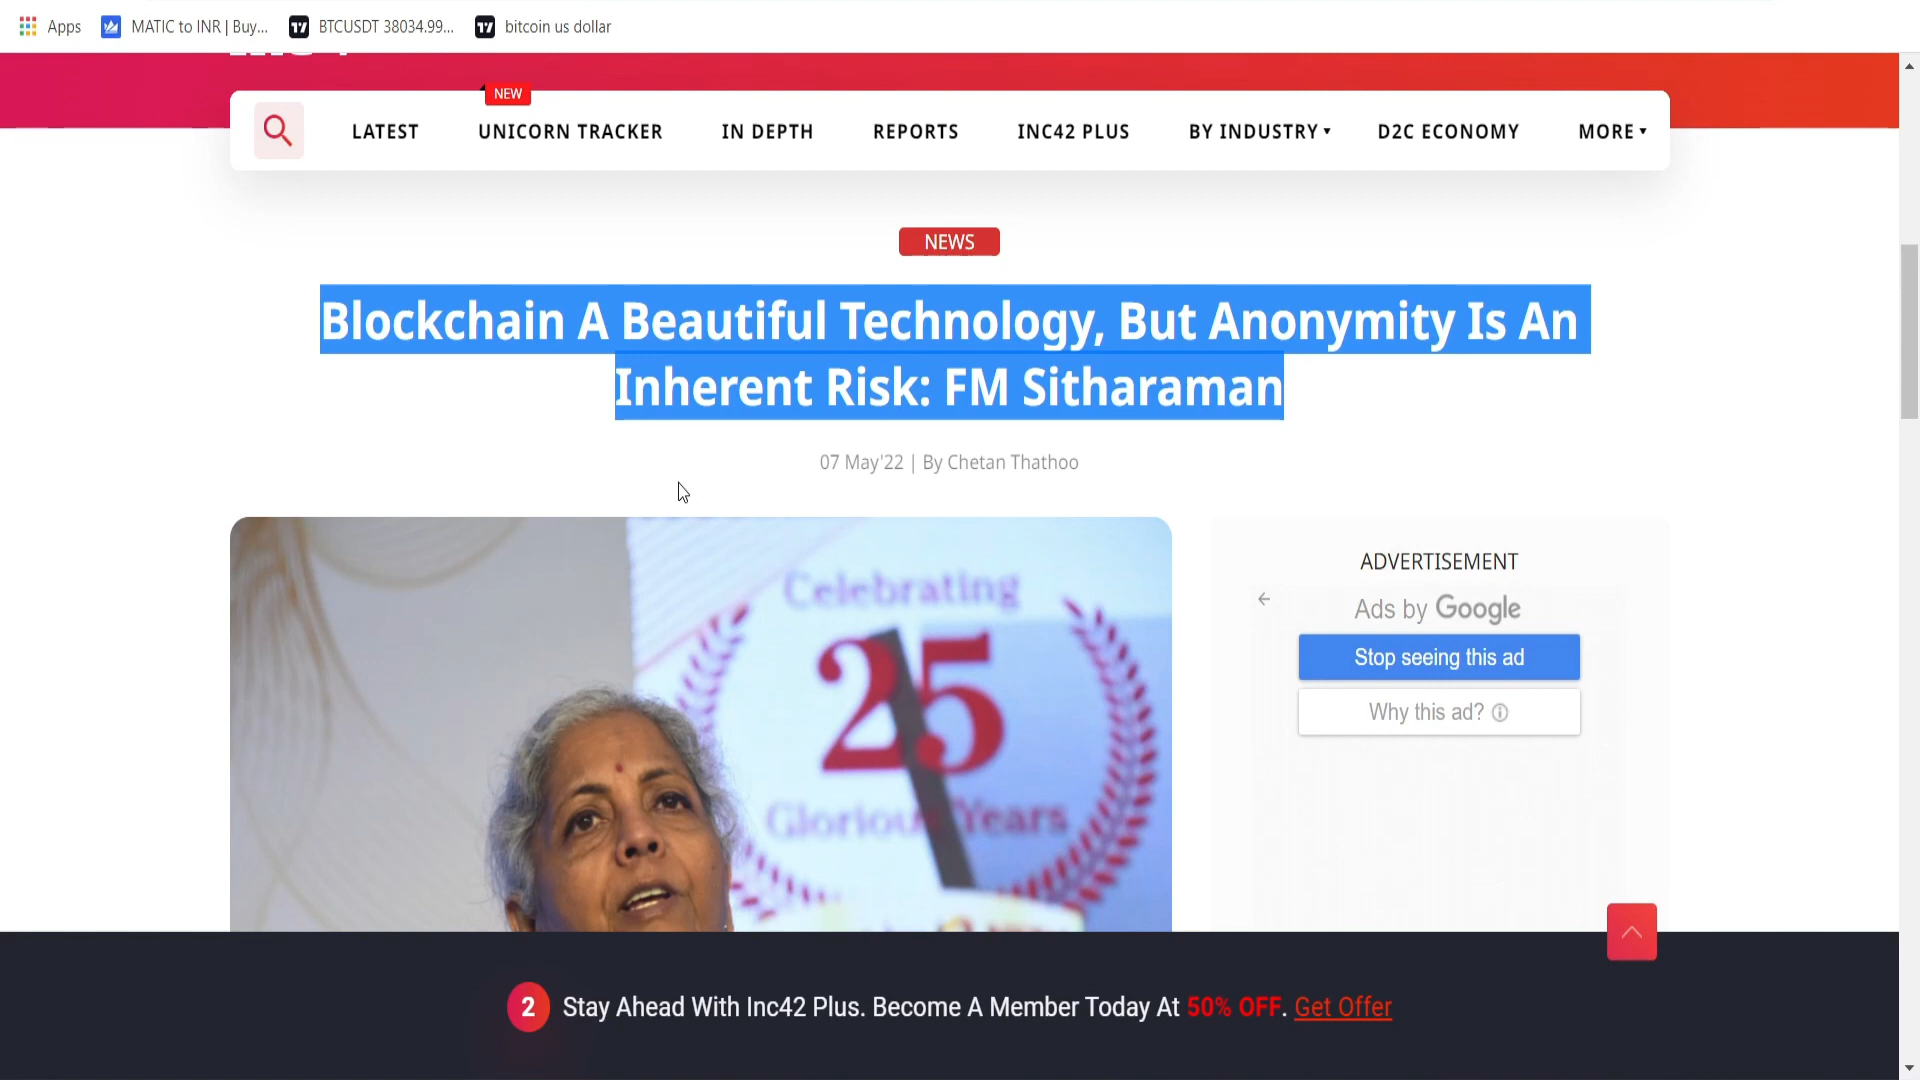 Apps
MATIC to INR | Buy...
BTCUSDT 38034.99...
bitcoin us dollar
NEW
LATEST
UNICORN TRACKER
IN DEPTH
REPORTS
INC42 PLUS
BY INDUSTRY
D2C ECONOMY
MORE
NEWS
Blockchain A Beautiful Technology, But Anonymity Is An
Inherent Risk: FM Sitharaman
07 May'22 | By Chetan Thathoo
Celebrating
25
Glorious Years
ADVERTISEMENT
Ads by Google
Stop seeing this ad
Why this ad?
2 Stay Ahead With Inc42 Plus. Become A Member Today At 50% OFF. Get Offer